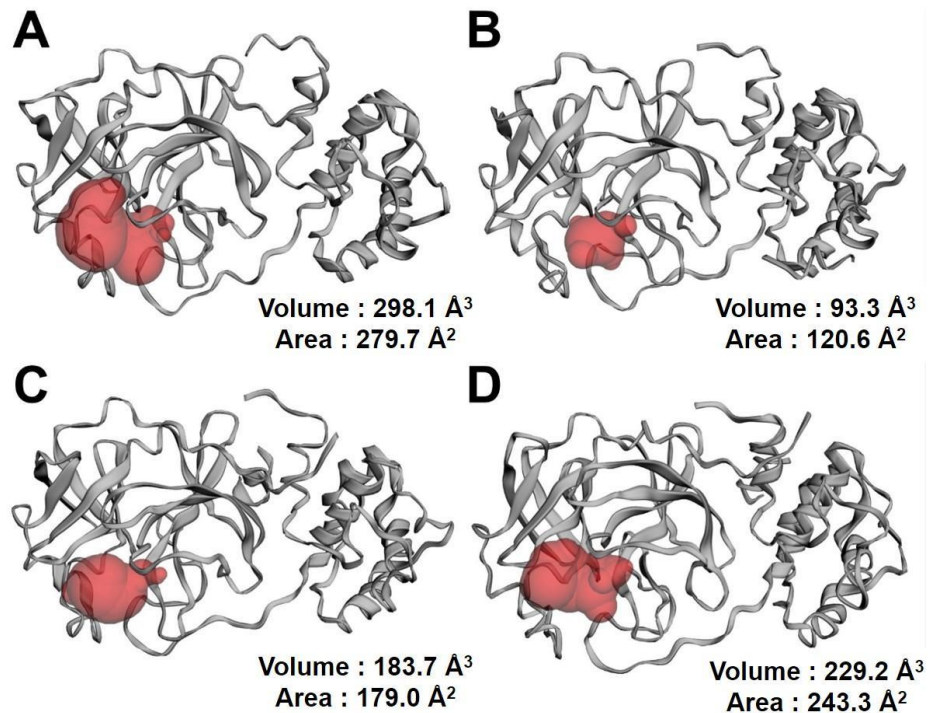 A
B
Volume : 298.1 Å³
Area : 279.7 Å²
Volume : 93.3 Å³
Area : 120.6 Å²
C
D
Volume : 183.7 Å³
Area : 179.0 Å²
Volume : 229.2 Å³
Area : 243.3 Å²